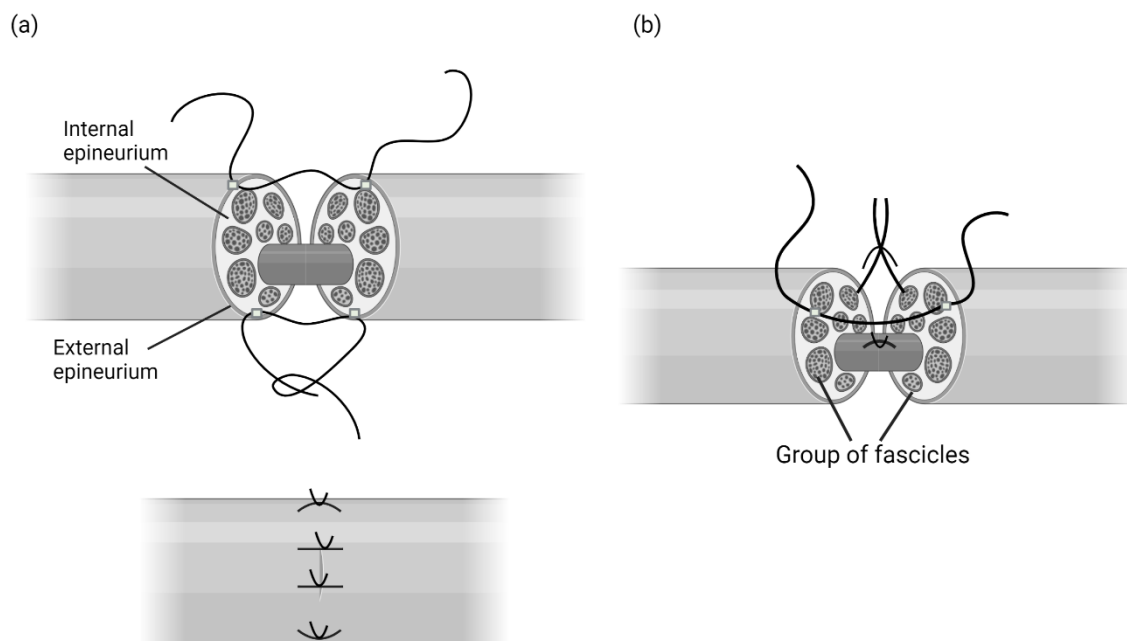 (a)
(b)
Internal
epineurium
External
epineurium
Group of fascicles